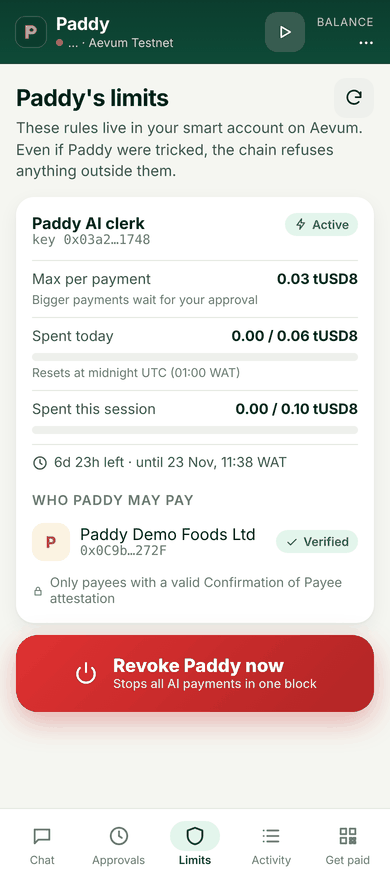 P
Paddy
... · Aevum Testnet
BALANCE
...
Paddy's limits
These rules live in your smart account on Aevum.
Even if Paddy were tricked, the chain refuses
anything outside them.
Paddy AI clerk
key 0x03a2…1748
Active
Max per payment
0.03 tUSD8
Bigger payments wait for your approval
Spent today
0.00 / 0.06 tUSD8
Resets at midnight UTC (01:00 WAT)
Spent this session
0.00 / 0.10 tUSD8
6d 23h left · until 23 Nov, 11:38 WAT
WHO PADDY MAY PAY
P
Paddy Demo Foods Ltd
0x0C9b…272F
Verified
Only payees with a valid Confirmation of Payee
attestation
Revoke Paddy now
Stops all AI payments in one block
Chat
Approvals
Limits
Activity
Get paid